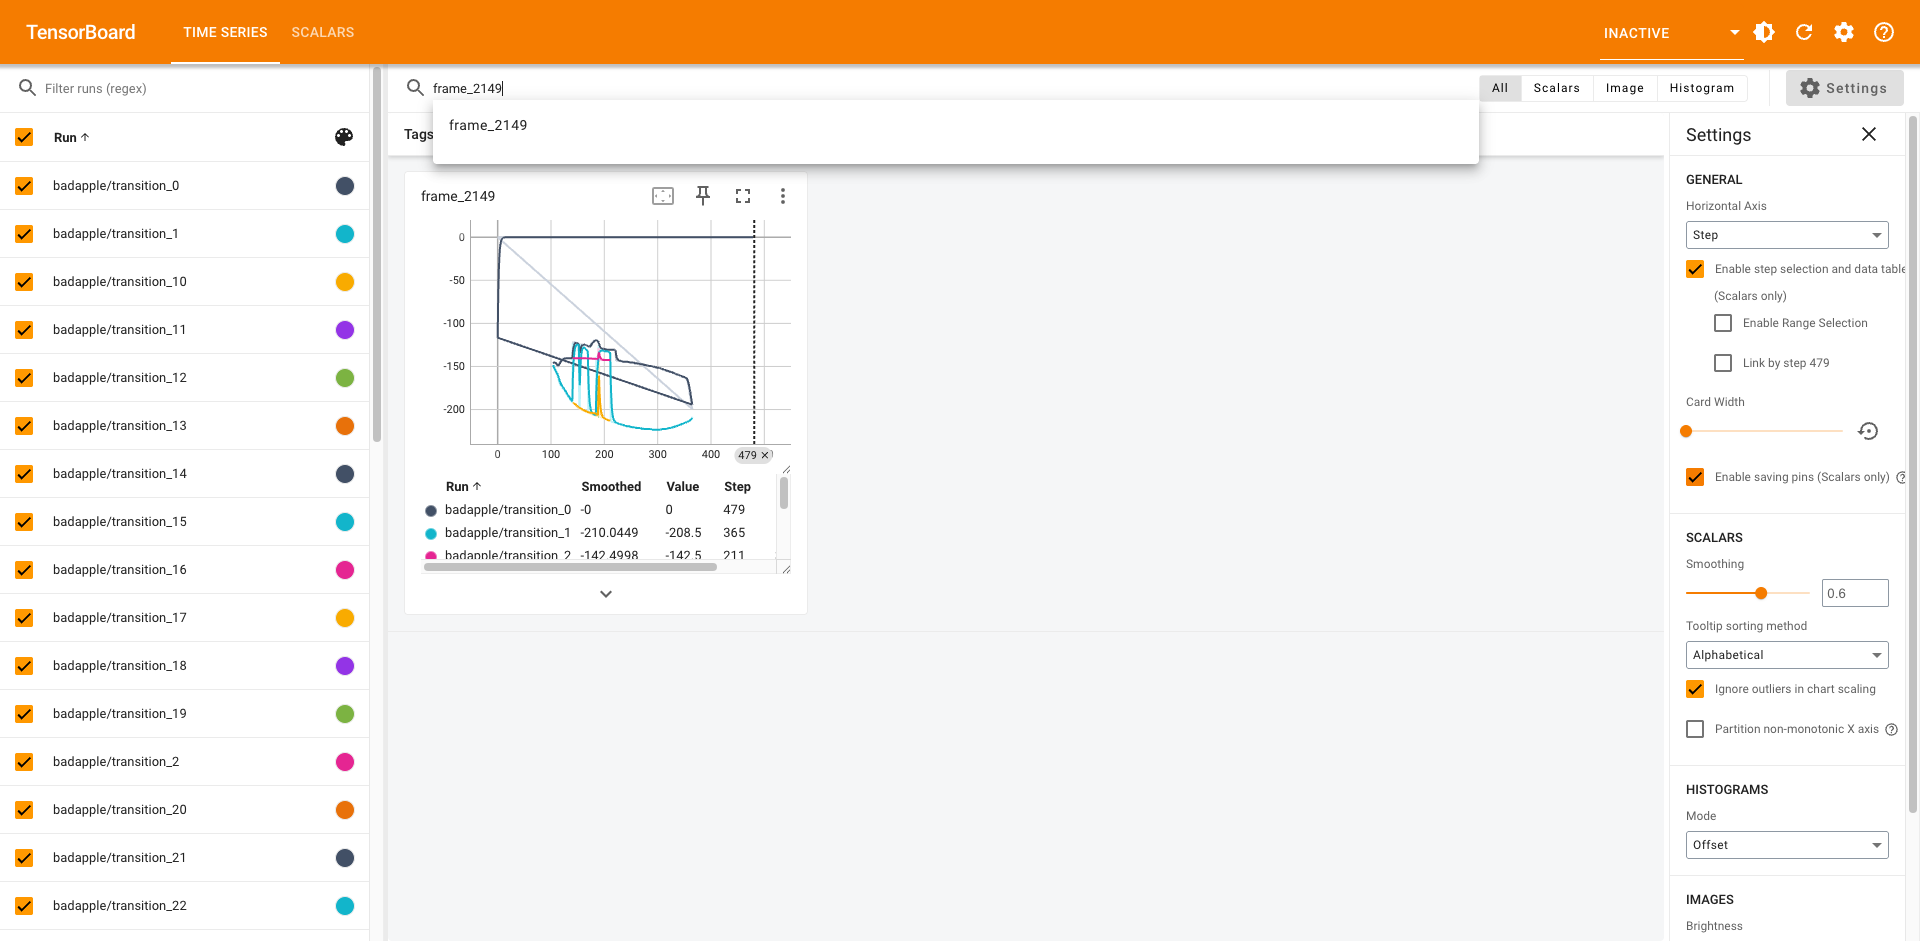 TensorBoard TIME SERIES SCALARS INACTIVE
Filter runs (regex)
Run
badapple/transition_0
badapple/transition_1
badapple/transition_10
badapple/transition_11
badapple/transition_12
badapple/transition_13
badapple/transition_14
badapple/transition_15
badapple/transition_16
badapple/transition_17
badapple/transition_18
badapple/transition_19
badapple/transition_2
badapple/transition_20
badapple/transition_21
badapple/transition_22
frame_2149
All Scalars Image Histogram Settings
frame_2149
Tags
frame_2149
0
-50
-100
-150
-200
0 100 200 300 400 479
Run Smoothed Value Step
badapple/transition_0 -0 0 479
badapple/transition_1 -210.0449 -208.5 365
badapple/transition_2 -142.4998 -142.5 211
Settings
GENERAL
Horizontal Axis
Step
Enable step selection and data table
(Scalars only)
Enable Range Selection
Link by step 479
Card Width
Enable saving pins (Scalars only)
SCALARS
Smoothing
0.6
Tooltip sorting method
Alphabetical
Ignore outliers in chart scaling
Partition non-monotonic X axis
HISTOGRAMS
Mode
Offset
IMAGES
Brightness